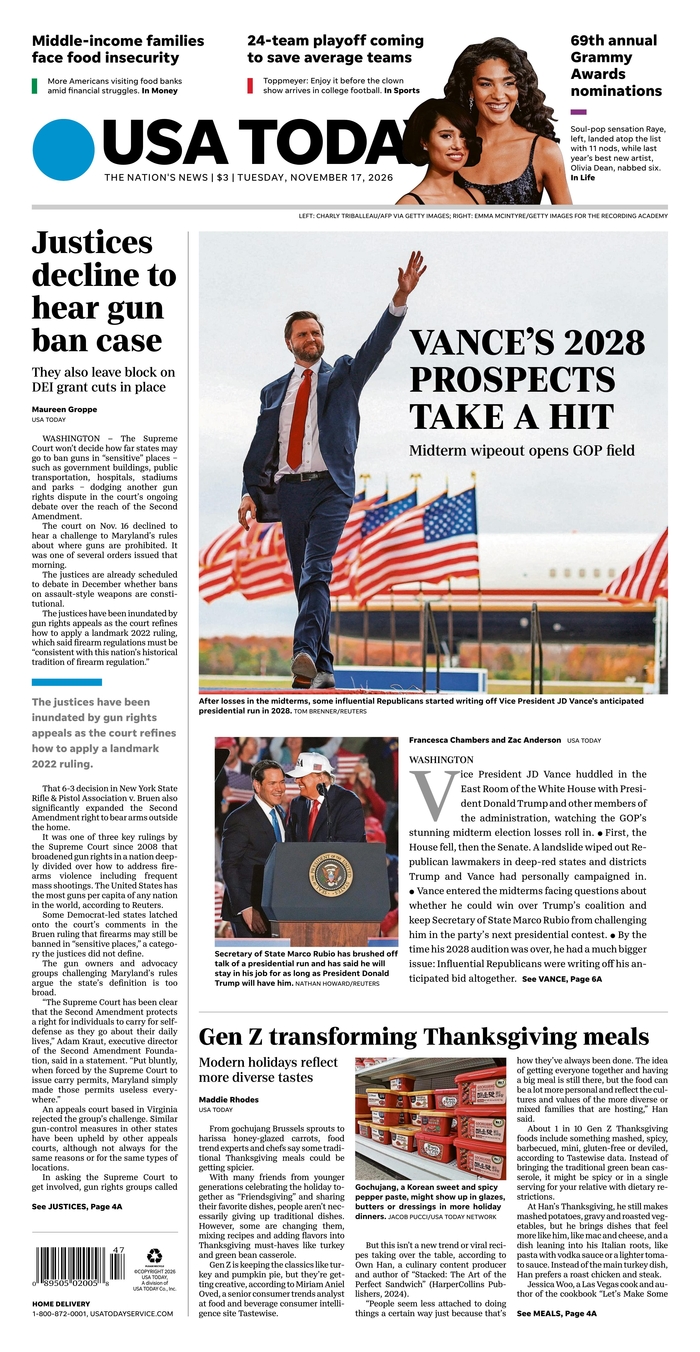 Middle-income families
face food insecurity
More Americans visiting food banks
amid financial struggles. In Money
24-team playoff coming
to save average teams
Toppmeyer: Enjoy it before the clown
show arrives in college football. In Sports
69th annual
Grammy
Awards
nominations
Soul-pop sensation Raye,
left, landed atop the list
with 11 nods, while last
year's best new artist,
Olivia Dean, nabbed six.
In Life
USA TODAY
THE NATION'S NEWS | $3 | TUESDAY, NOVEMBER 17, 2026
LEFT: CHARLY TRIBALLEAU/AFP VIA GETTY IMAGES; RIGHT: EMMA MCINTYRE/GETTY IMAGES FOR THE RECORDING ACADEMY
Justices
decline to
hear gun
ban case
They also leave block on
DEI grant cuts in place
Maureen Groppe
USA TODAY
WASHINGTON – The Supreme
Court won't decide how far states may
go to ban guns in "sensitive" places –
such as government buildings, public
transportation, hospitals, stadiums
and parks – dodging another gun
rights dispute in the court's ongoing
debate over the reach of the Second
Amendment.
The court on Nov. 16 declined to
hear a challenge to Maryland's rules
about where guns are prohibited. It
was one of several orders issued that
morning.
The justices are already scheduled
to debate in December whether bans
on assault-style weapons are consti-
tutional.
The justices have been inundated by
gun rights appeals as the court refines
how to apply a landmark 2022 ruling,
which said firearm regulations must be
"consistent with this nation's historical
tradition of firearm regulation."
The justices have been
inundated by gun rights
appeals as the court refines
how to apply a landmark
2022 ruling.
That 6-3 decision in New York State
Rifle & Pistol Association v. Bruen also
significantly expanded the Second
Amendment right to bear arms outside
the home.
It was one of three key rulings by
the Supreme Court since 2008 that
broadened gun rights in a nation deep-
ly divided over how to address fire-
arms violence including frequent
mass shootings. The United States has
the most guns per capita of any nation
in the world, according to Reuters.
Some Democrat-led states latched
onto the court's comments in the
Bruen ruling that firearms may still be
banned in "sensitive places," a catego-
ry the justices did not define.
The gun owners and advocacy
groups challenging Maryland's rules
argue the state's definition is too
broad.
"The Supreme Court has been clear
that the Second Amendment protects
a right for individuals to carry for self-
defense as they go about their daily
lives," Adam Kraut, executive director
of the Second Amendment Founda-
tion, said in a statement. "Put bluntly,
when forced by the Supreme Court to
issue carry permits, Maryland simply
made those permits useless every-
where."
An appeals court based in Virginia
rejected the group's challenge. Similar
gun-control measures in other states
have been upheld by other appeals
courts, although not always for the
same reasons or for the same types of
locations.
In asking the Supreme Court to
get involved, gun rights groups called
See JUSTICES, Page 4A
VANCE'S 2028
PROSPECTS
TAKE A HIT
Midterm wipeout opens GOP field
After losses in the midterms, some influential Republicans started writing off Vice President JD Vance's anticipated
presidential run in 2028. TOM BRENNER/REUTERS
Secretary of State Marco Rubio has brushed off
talk of a presidential run and has said he will
stay in his job for as long as President Donald
Trump will have him. NATHAN HOWARD/REUTERS
Francesca Chambers and Zac Anderson USA TODAY
WASHINGTON
Vice President JD Vance huddled in the
East Room of the White House with Presi-
dent Donald Trump and other members of
the administration, watching the GOP's
stunning midterm election losses roll in. ● First, the
House fell, then the Senate. A landslide wiped out Re-
publican lawmakers in deep-red states and districts
Trump and Vance had personally campaigned in.
● Vance entered the midterms facing questions about
whether he could win over Trump's coalition and
keep Secretary of State Marco Rubio from challenging
him in the party's next presidential contest. ● By the
time his 2028 audition was over, he had a much bigger
issue: Influential Republicans were writing off his an-
ticipated bid altogether. See VANCE, Page 6A
Gen Z transforming Thanksgiving meals
Modern holidays reflect
more diverse tastes
Maddie Rhodes
USA TODAY
From gochujang Brussels sprouts to
harissa honey-glazed carrots, food
trend experts and chefs say some tradi-
tional Thanksgiving meals could be
getting spicier.
With many friends from younger
generations celebrating the holiday to-
gether as "Friendsgiving" and sharing
their favorite dishes, people aren't nec-
essarily giving up traditional dishes.
However, some are changing them,
mixing recipes and adding flavors into
Thanksgiving must-haves like turkey
and green bean casserole.
Gen Z is keeping the classics like tur-
key and pumpkin pie, but they're get-
ting creative, according to Miriam Aniel
Oved, a senior consumer trends analyst
at food and beverage consumer intelli-
gence site Tastewise.
Gochujang, a Korean sweet and spicy
pepper paste, might show up in glazes,
butters or dressings in more holiday
dinners. JACOB PUCCI/USA TODAY NETWORK
But this isn't a new trend or viral reci-
pes taking over the table, according to
Owen Han, a culinary content producer
and author of "Stacked: The Art of the
Perfect Sandwich" (HarperCollins Pub-
lishers, 2024).
"People seem less attached to doing
things a certain way just because that's
how they've always been done. The idea
of getting everyone together and having
a big meal is still there, but the food can
be a lot more personal and reflect the cul-
tures and values of the more diverse or
mixed families that are hosting," Han
said.
About 1 in 10 Gen Z Thanksgiving
foods include something mashed, spicy,
barbecued, mini, gluten-free or deviled,
according to Tastewise data. Instead of
bringing the traditional green bean cas-
serole, it might be spicy or in a single
serving for your relative with dietary re-
strictions.
At Han's Thanksgiving, he still makes
mashed potatoes, gravy and roasted veg-
etables, but he brings dishes that feel
more like him, like mac and cheese, and a
dish leaning into his Italian roots, like
pasta with vodka sauce or a lighter toma-
to sauce. Instead of the main turkey dish,
Han prefers a roast chicken and steak.
Jessica Woo, a Las Vegas cook and au-
thor of the cookbook "Let's Make Some
See MEALS, Page 4A
47
0 89505 02005 8
©COPYRIGHT 2026
USA TODAY,
A division of
USA TODAY Co., Inc.
HOME DELIVERY
1-800-872-0001, USATODAYSERVICE.COM